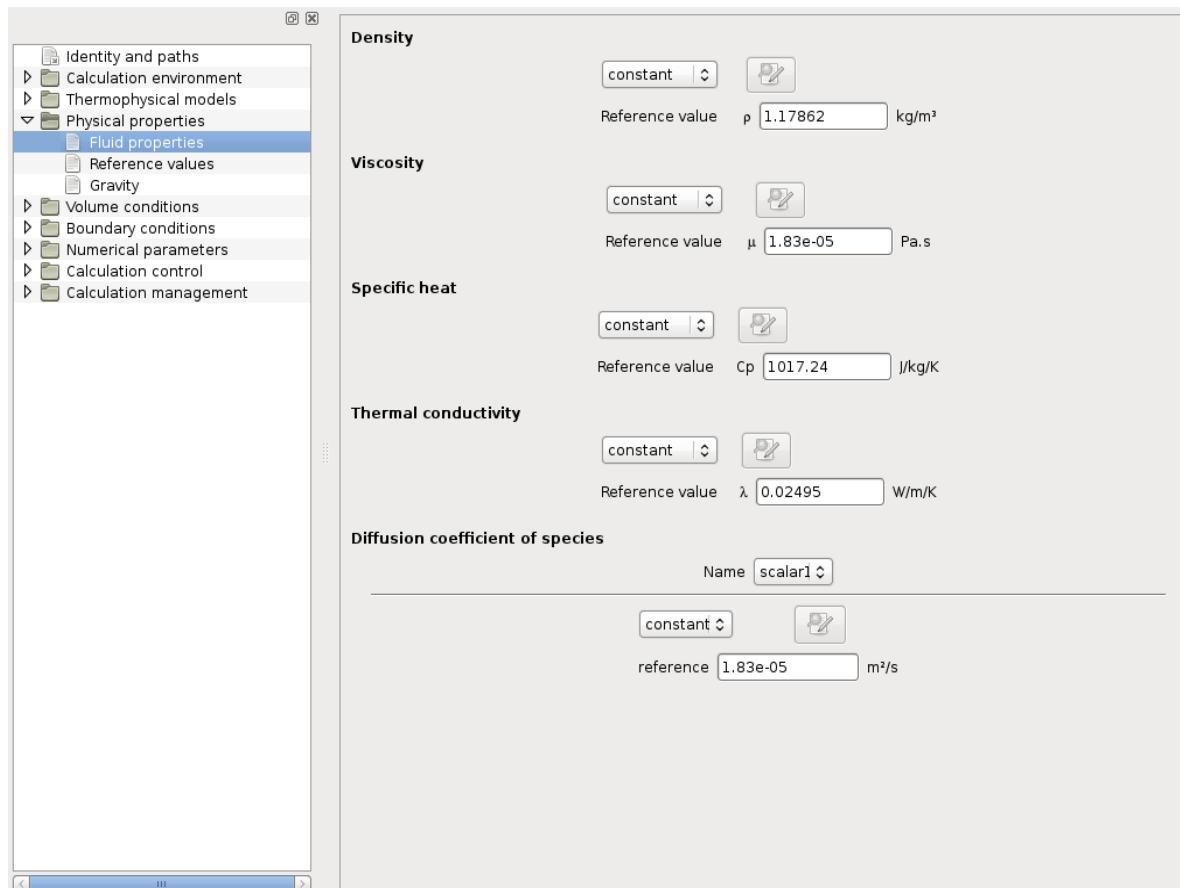 Identity and paths
Calculation environment
Thermophysical models
Physical properties
Fluid properties
Reference values
Gravity
Volume conditions
Boundary conditions
Numerical parameters
Calculation control
Calculation management
Density
constant
Reference value ρ 1.17862 kg/m³
Viscosity
constant
Reference value μ 1.83e-05 Pa.s
Specific heat
constant
Reference value Cp 1017.24 J/kg/K
Thermal conductivity
constant
Reference value λ 0.02495 W/m/K
Diffusion coefficient of species
Name scalar1
constant
reference 1.83e-05 m²/s